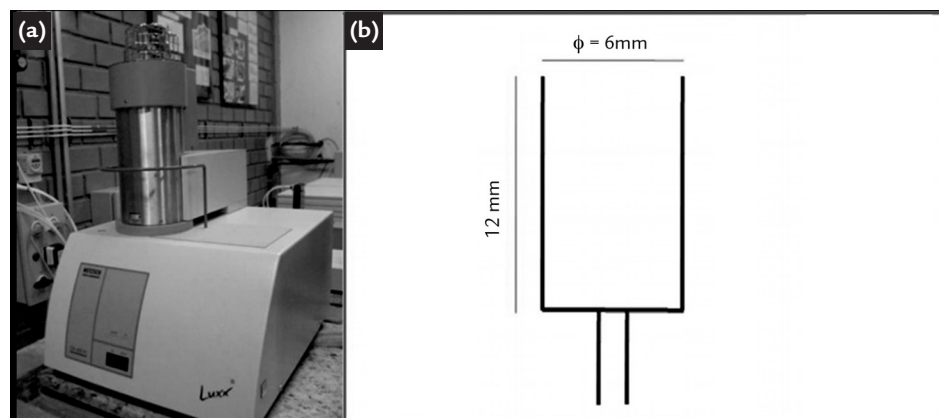 (a)
(b)
ϕ = 6mm
12 mm
NETZSCH
Luxx®